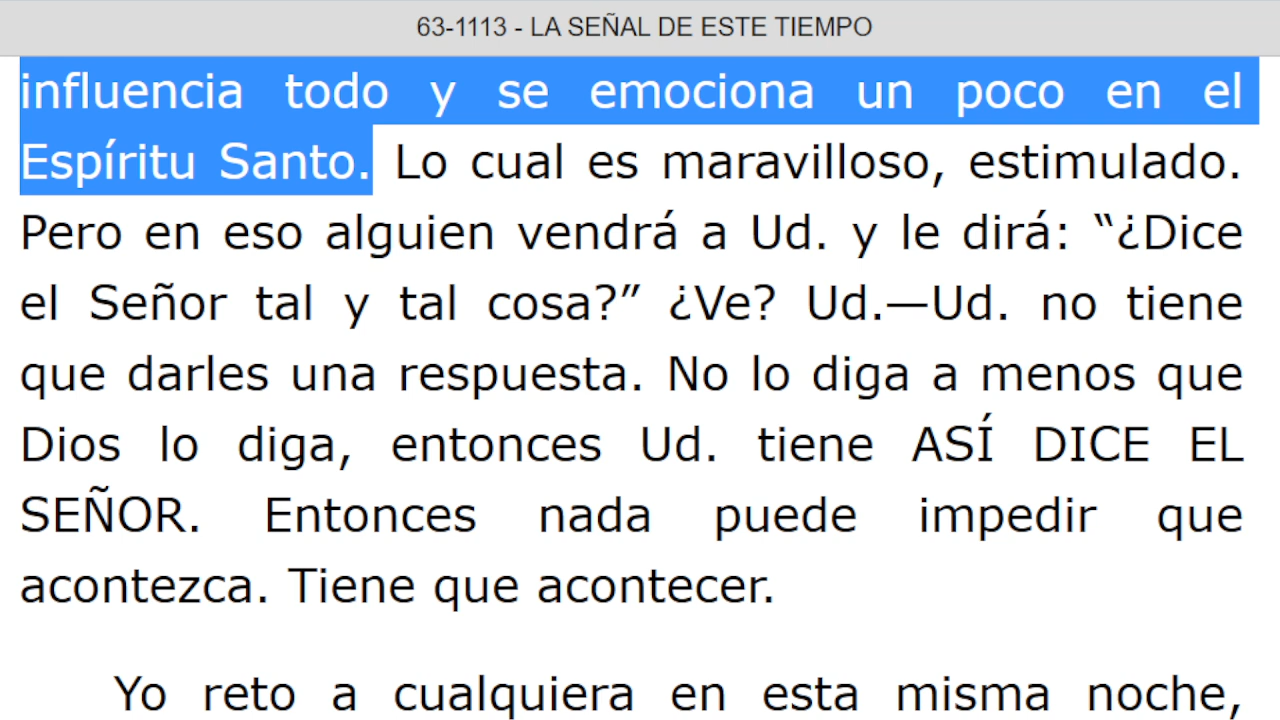 63-1113 - LA SEÑAL DE ESTE TIEMPO
influencia todo y se emociona un poco en el
Espíritu Santo. Lo cual es maravilloso, estimulado.
Pero en eso alguien vendrá a Ud. y le dirá: “¿Dice
el Señor tal y tal cosa?” ¿Ve? Ud.—Ud. no tiene
que darles una respuesta. No lo diga a menos que
Dios lo diga, entonces Ud. tiene ASÍ DICE EL
SEÑOR. Entonces nada puede impedir que
acontezca. Tiene que acontecer.
Yo reto a cualquiera en esta misma noche,